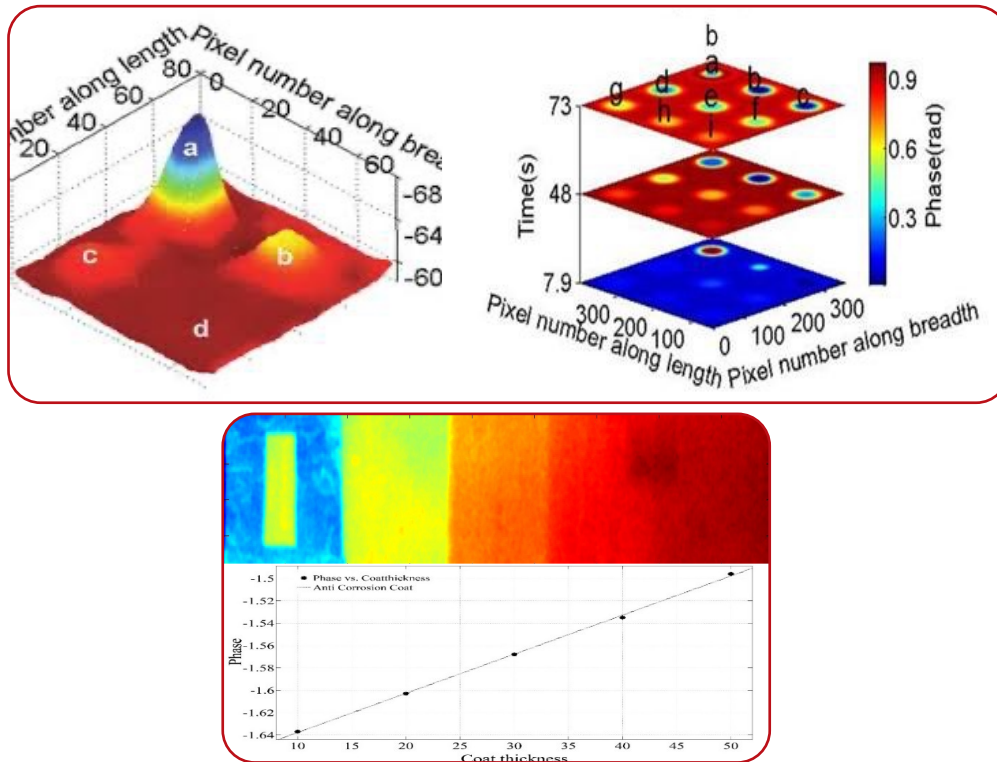 mber along length
Pixel number along breadth
80
60
40
20
0
20
40
60
-68
-64
-60
a
b
c
d
b
a
d
b
g
e
c
h
f
i
73
48
7.9
Time(s)
300
200
100
0
100
200
300
Pixel number along length
Pixel number along breadth
0.9
0.6
0.3
Phase(rad)
Phase vs. Coatthickness
Anti Corrosion Coat
-1.5
-1.52
-1.54
-1.56
-1.58
-1.6
-1.62
-1.64
Phase
10
15
20
25
30
35
40
45
50
Coat thickness